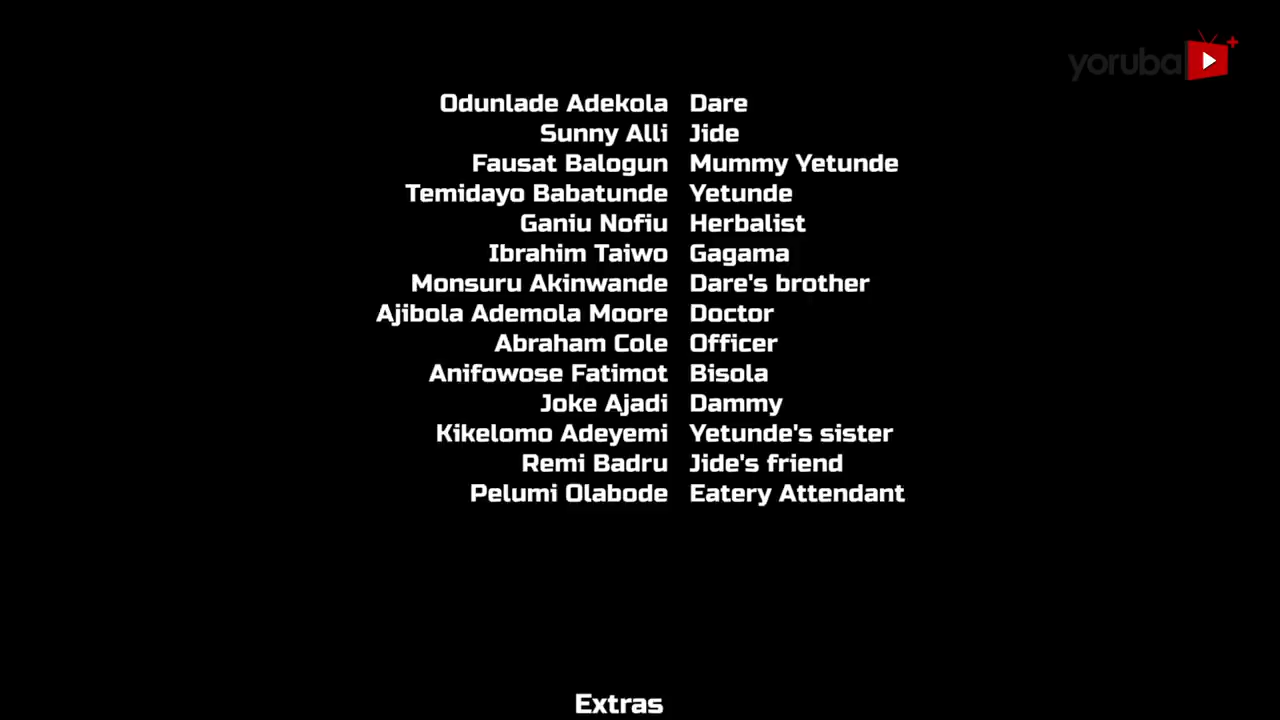 yoruba
Odunlade Adekola Dare
Sunny Alli Jide
Fausat Balogun Mummy Yetunde
Temidayo Babatunde Yetunde
Ganiu Nofiu Herbalist
Ibrahim Taiwo Gagama
Monsuru Akinwande Dare's brother
Ajibola Ademola Moore Doctor
Abraham Cole Officer
Anifowose Fatimot Bisola
Joke Ajadi Dammy
Kikelomo Adeyemi Yetunde's sister
Remi Badru Jide's friend
Pelumi Olabode Eatery Attendant
Extras